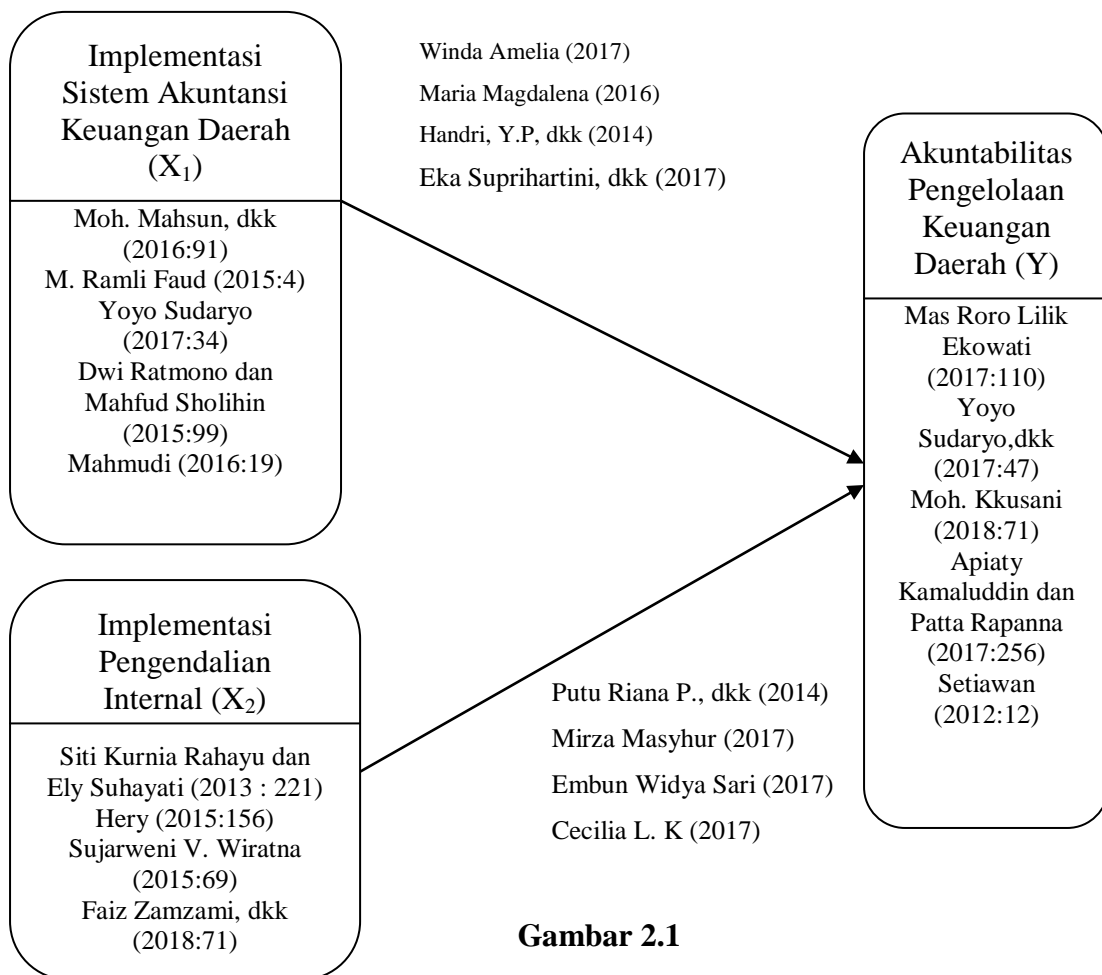 Implementasi
Sistem Akuntansi
Keuangan Daerah
(X1)
Moh. Mahsun, dkk
(2016:91)
M. Ramli Faud (2015:4)
Yoyo Sudaryo
(2017:34)
Dwi Ratmono dan
Mahfud Sholihin
(2015:99)
Mahmudi (2016:19)
Winda Amelia (2017)
Maria Magdalena (2016)
Handri, Y.P, dkk (2014)
Eka Suprihartini, dkk (2017)
Akuntabilitas
Pengelolaan
Keuangan
Daerah (Y)
Mas Roro Lilik
Ekowati
(2017:110)
Yoyo
Sudaryo,dkk
(2017:47)
Moh. Kkusani
(2018:71)
Apiaty
Kamaluddin dan
Patta Rapanna
(2017:256)
Setiawan
(2012:12)
Implementasi
Pengendalian
Internal (X2)
Siti Kurnia Rahayu dan
Ely Suhayati (2013 : 221)
Hery (2015:156)
Sujarweni V. Wiratna
(2015:69)
Faiz Zamzami, dkk
(2018:71)
Putu Riana P., dkk (2014)
Mirza Masyhur (2017)
Embun Widya Sari (2017)
Cecilia L. K (2017)
Gambar 2.1